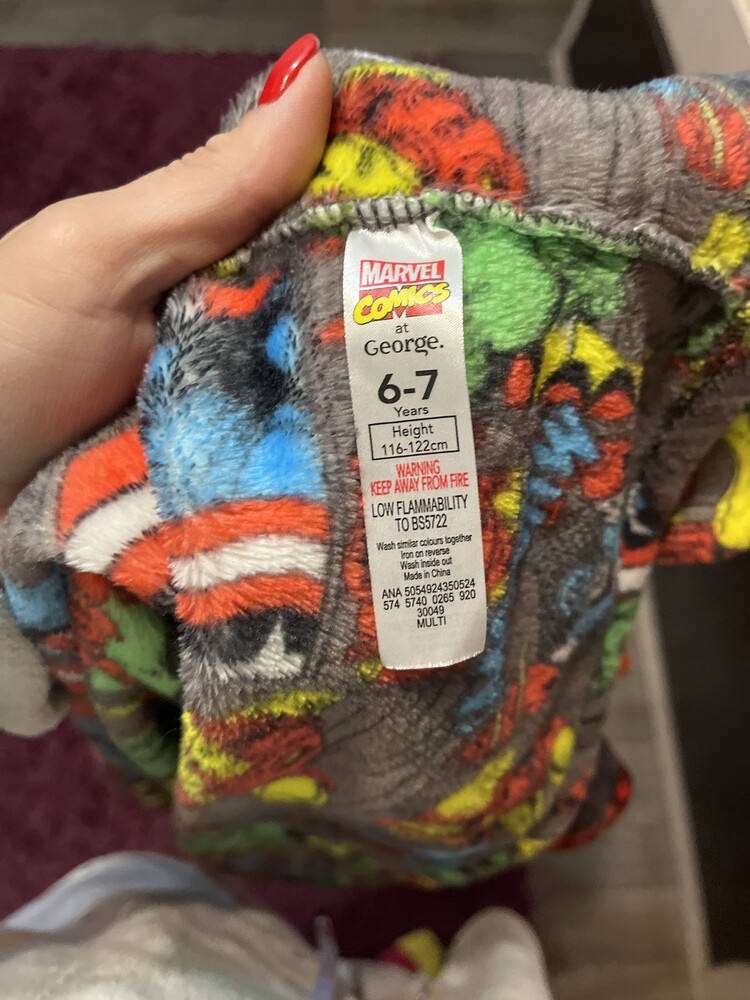 MARVEL
COMICS
at
George.
6-7
Years
Height
116-122cm
WARNING
KEEP AWAY FROM FIRE
LOW FLAMMABILITY
TO BS5722
Wash similar colours together
Iron on reverse
Wash inside out
Made in China
ANA 5054924350524
574 5740 0265 920
30049
MULTI